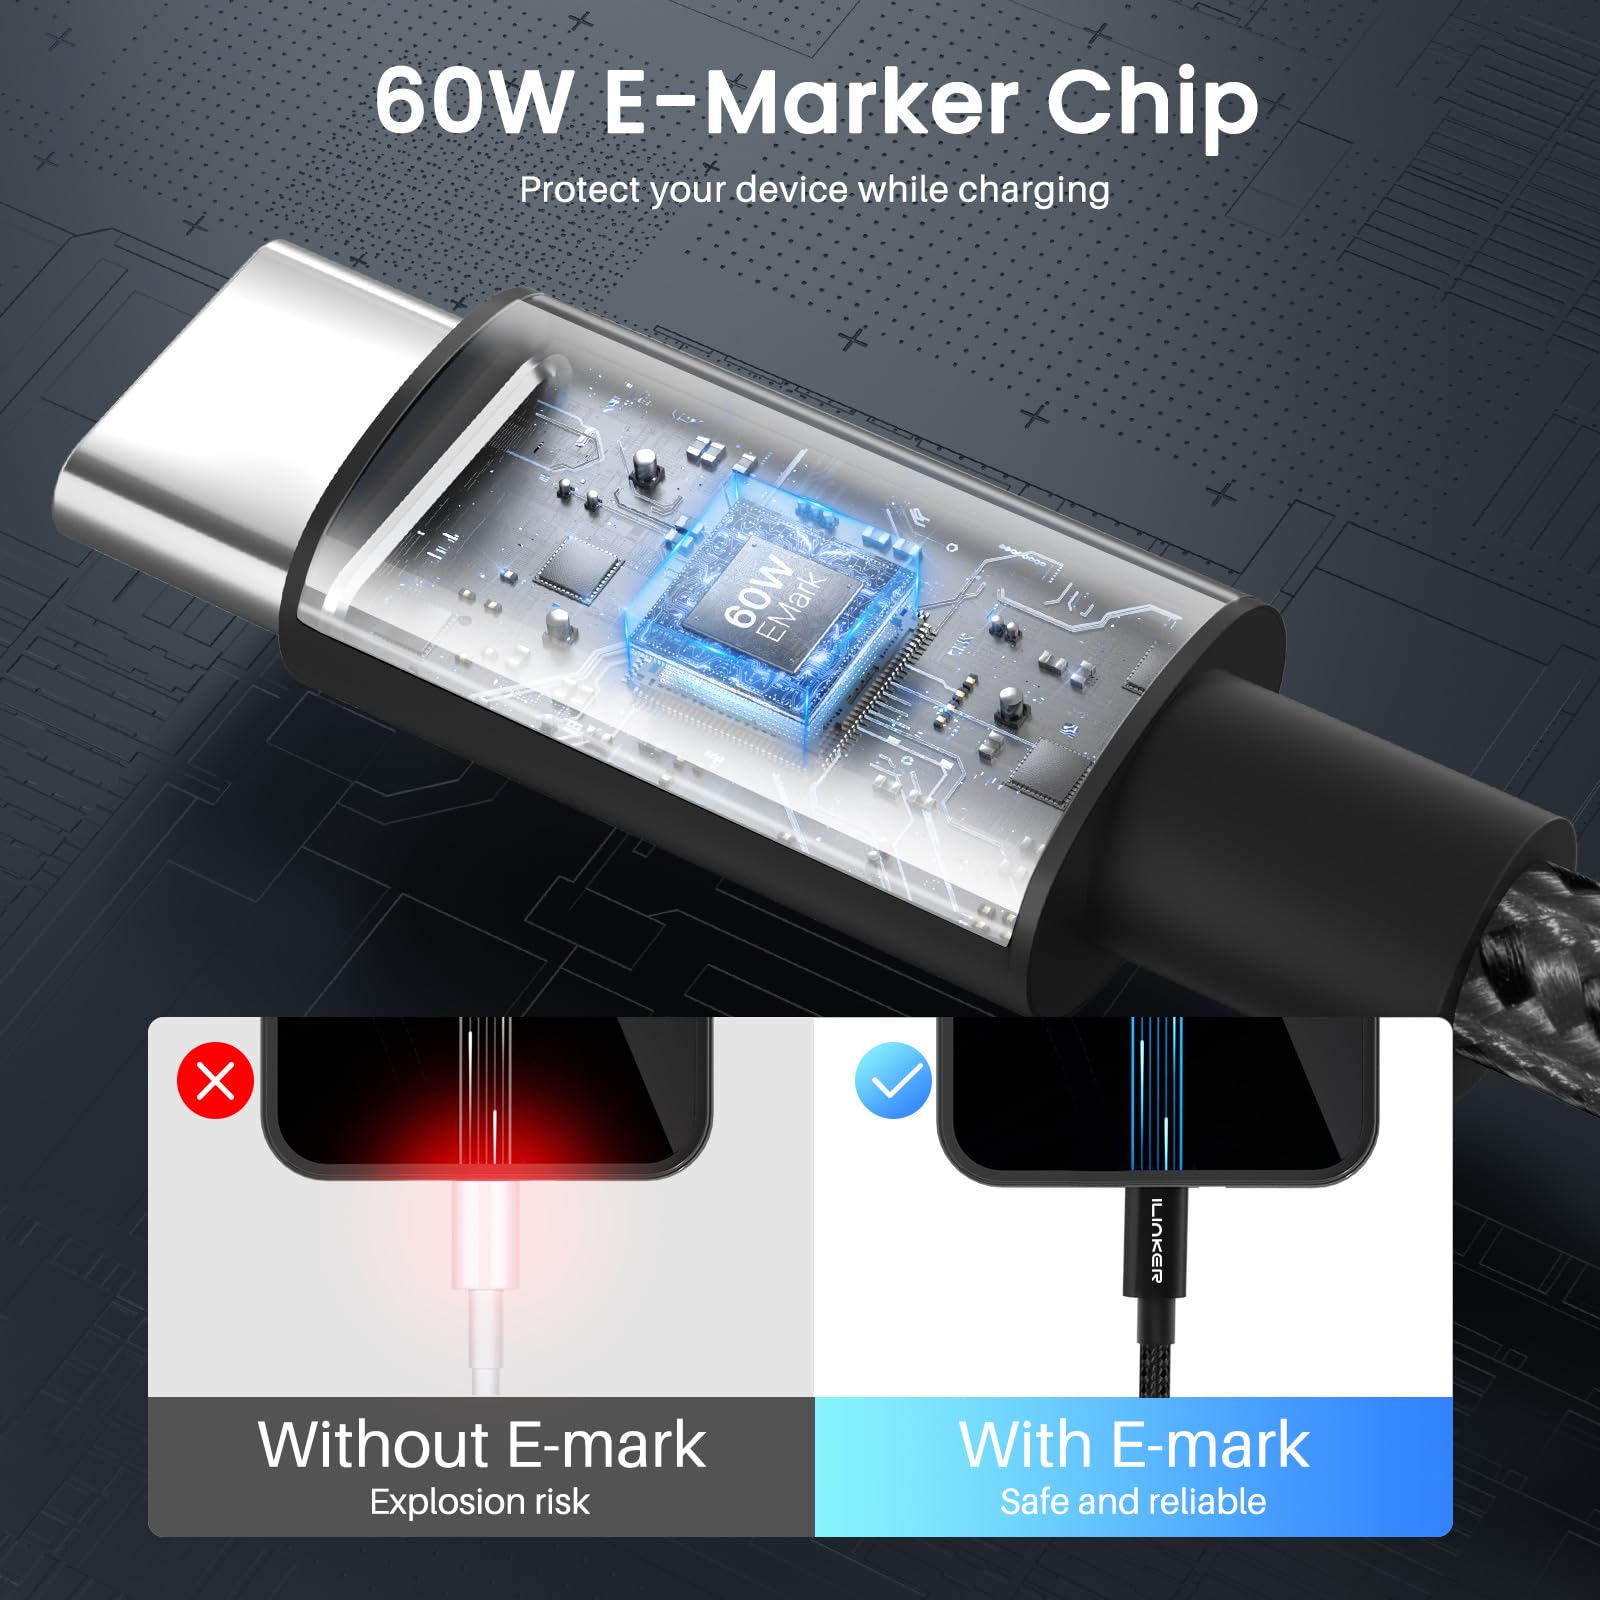 60W E-Marker Chip
Protect your device while charging
60W
EMark
ILINKER
Without E-mark
Explosion risk
With E-mark
Safe and reliable